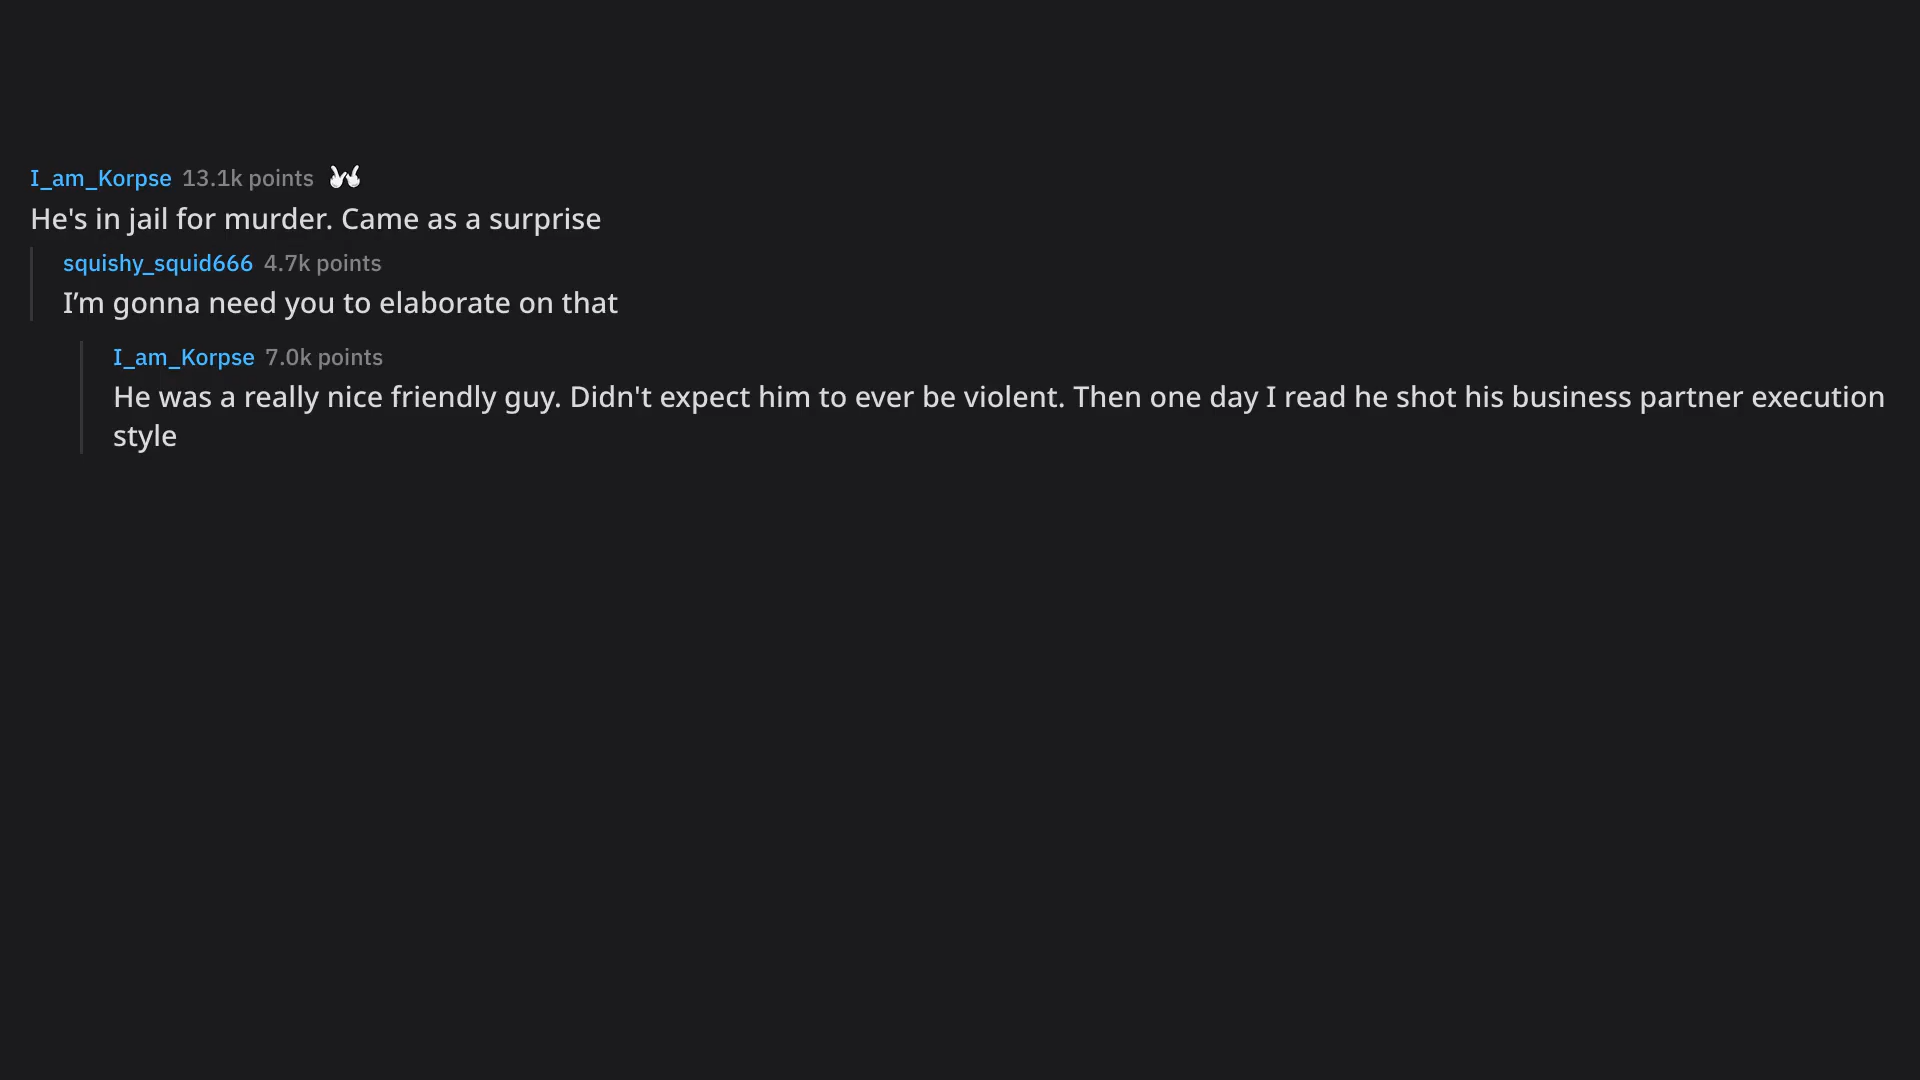 I_am_Korpse 13.1k points
He's in jail for murder. Came as a surprise
squishy_squid666 4.7k points
I’m gonna need you to elaborate on that
I_am_Korpse 7.0k points
He was a really nice friendly guy. Didn't expect him to ever be violent. Then one day I read he shot his business partner execution
style